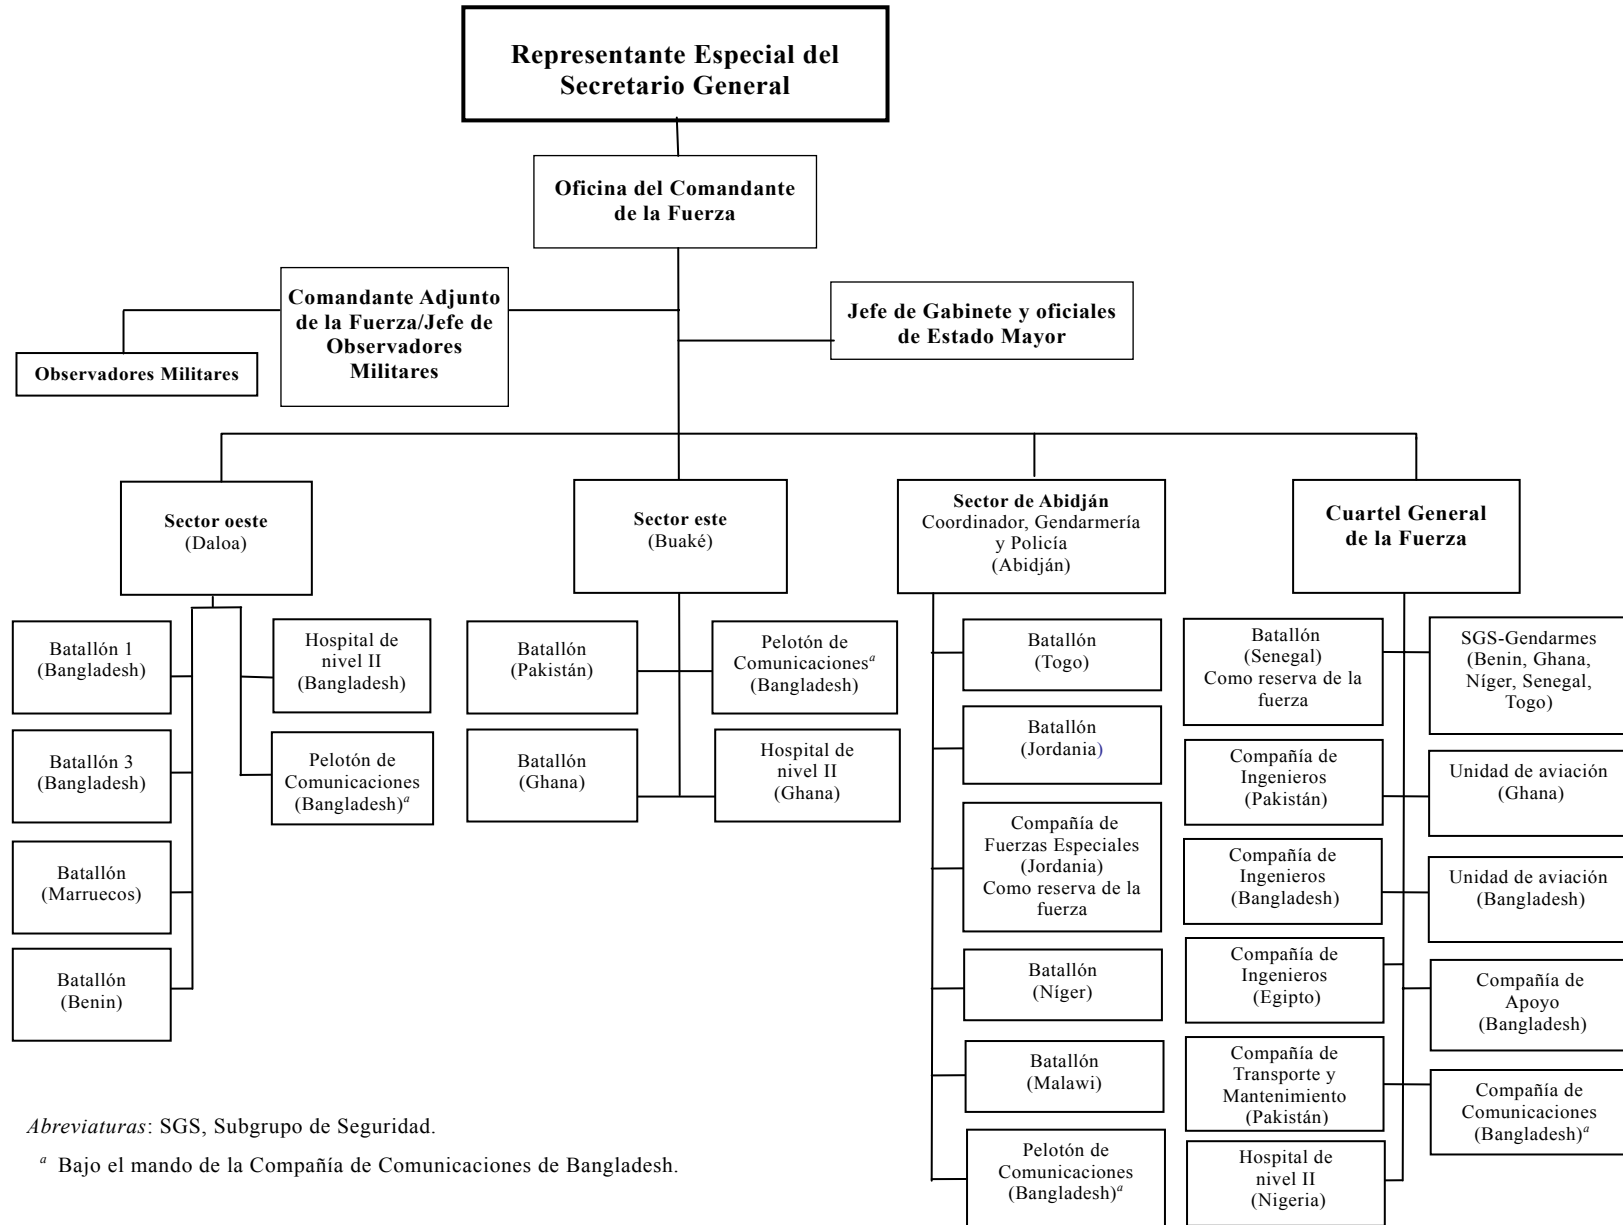 Representante Especial del
Secretario General
Oficina del Comandante
de la Fuerza
Comandante Adjunto
de la Fuerza/Jefe de
Observadores
Militares
Jefe de Gabinete y oficiales
de Estado Mayor
Observadores Militares
Sector oeste
(Daloa)
Sector este
(Buaké)
Sector de Abidján
Coordinador, Gendarmería
y Policía
(Abidján)
Cuartel General
de la Fuerza
Batallón 1
(Bangladesh)
Batallón 3
(Bangladesh)
Batallón
(Marruecos)
Batallón
(Benin)
Hospital de
nivel II
(Bangladesh)
Pelotón de
Comunicaciones
(Bangladesh)a
Batallón
(Pakistán)
Batallón
(Ghana)
Pelotón de
Comunicacionesa
(Bangladesh)
Hospital de
nivel II
(Ghana)
Batallón
(Togo)
Batallón
(Jordania)
Compañía de
Fuerzas Especiales
(Jordania)
Como reserva de la
fuerza
Batallón
(Níger)
Batallón
(Malawi)
Pelotón de
Comunicaciones
(Bangladesh)a
Batallón
(Senegal)
Como reserva de la
fuerza
Compañía de
Ingenieros
(Pakistán)
Compañía de
Ingenieros
(Bangladesh)
Compañía de
Ingenieros
(Egipto)
Compañía de
Transporte y
Mantenimiento
(Pakistán)
Hospital de
nivel II
(Nigeria)
SGS-Gendarmes
(Benin, Ghana,
Níger, Senegal,
Togo)
Unidad de aviación
(Ghana)
Unidad de aviación
(Bangladesh)
Compañía de
Apoyo
(Bangladesh)
Compañía de
Comunicaciones
(Bangladesh)a
Abreviaturas: SGS, Subgrupo de Seguridad.
a Bajo el mando de la Compañía de Comunicaciones de Bangladesh.